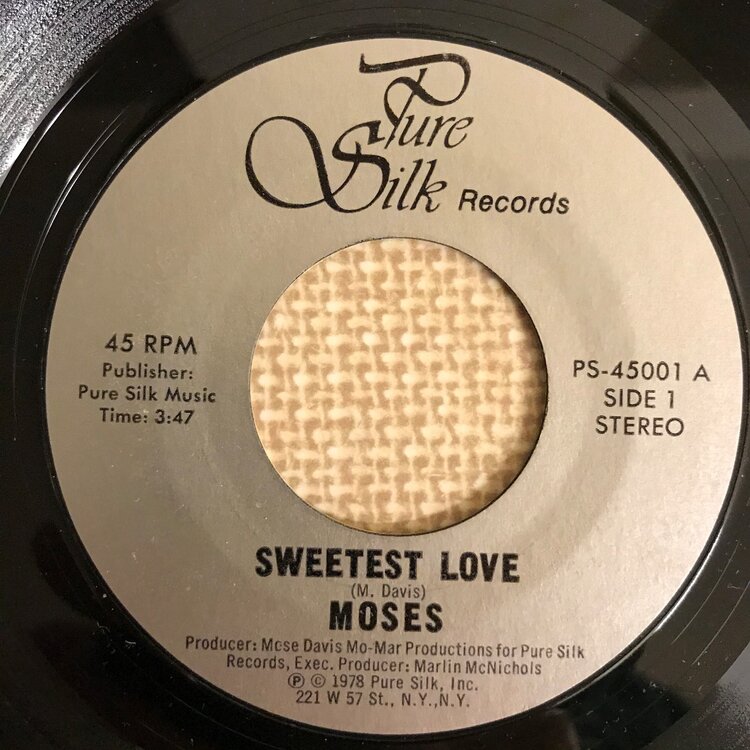 Pure
Silk Records
45 RPM
Publisher:
Pure Silk Music
Time: 3:47
PS-45001 A
SIDE 1
STEREO
SWEETEST LOVE
(M. Davis)
MOSES
Producer: Mose Davis Mo-Mar Productions for Pure Silk
Records, Exec. Producer: Marlin McNichols
Ⓟ © 1978 Pure Silk, Inc.
221 W 57 St., N.Y.,N.Y.